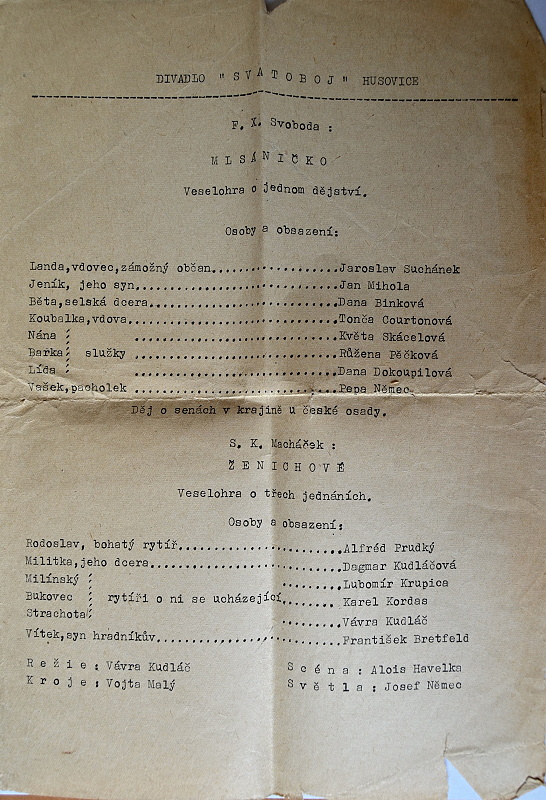 DIVADLO "SVATOBOJ" HUSOVICE
F. X. Svoboda :
MLSÁNIČKO
Veselohra o jednom dějství.
Osoby a obsazení:
Landa,vdovec,zámožný občan....................Jaroslav Suchánek
Jeník, jeho syn...............................Jan Mihola
Běta,selská dcera.............................Dana Binková
Koubalka,vdova................................Tonča Courtonová
Nána ..............................Květa Skácelová
Barka služky ..............................Růžena Pěčková
Lída ..............................Dana Dokoupilová
Vašek,pacholek ..............................Pepa Němec
Děj o senách v krajině u české osady.
S. K. Macháček :
ŽENICHOVÉ
Veselohra o třech jednáních.
Osoby a obsazení:
Rodoslav, bohatý rytíř........................Alfréd Prudký
Militka,jeho dcera............................Dagmar Kudláčová
Milínský .........Lubomír Krupica
Bukovec rytíři o ni se ucházející........Karel Kordas
Strachota .........Vávra Kudláč
Vítek,syn hradníkův...........................František Bretfeld
Režie: Vávra Kudláč Scéna: Alois Havelka
Kroje: Vojta Malý Světla: Josef Němec